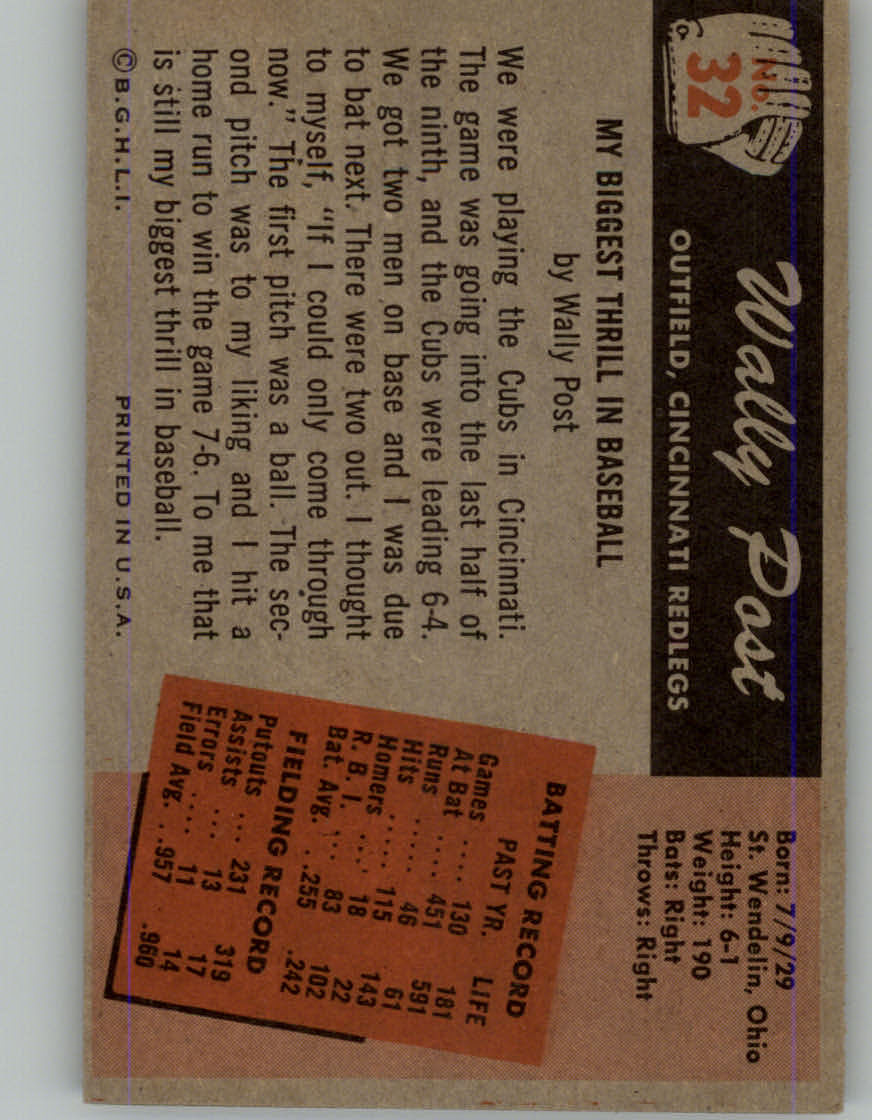 No.
32
Wally Post
OUTFIELD, CINCINNATI REDLEGS
Born: 7/9/29
St. Wendelin, Ohio
Height: 6-1
Weight: 190
Bats: Right
Throws: Right
MY BIGGEST THRILL IN BASEBALL
by Wally Post
We were playing the Cubs in Cincinnati.
The game was going into the last half of
the ninth, and the Cubs were leading 6-4.
We got two men on base and I was due
to bat next. There were two out. I thought
to myself, "If I could only come through
now." The first pitch was a ball. The sec-
ond pitch was to my liking and I hit a
home run to win the game 7-6. To me that
is still my biggest thrill in baseball.
BATTING RECORD
PAST YR. LIFE
Games .... 130 181
At Bat .... 451 591
Runs ..... 46 61
Hits ..... 115 143
Homers .... 18 22
R. B. I. ... 83 102
Bat. Avg. .. .255 .242
FIELDING RECORD
Putouts ... 231 319
Assists ... 13 17
Errors .... 11 14
Field Avg. . .957 .960
© B.G.H.L.I. PRINTED IN U.S.A.